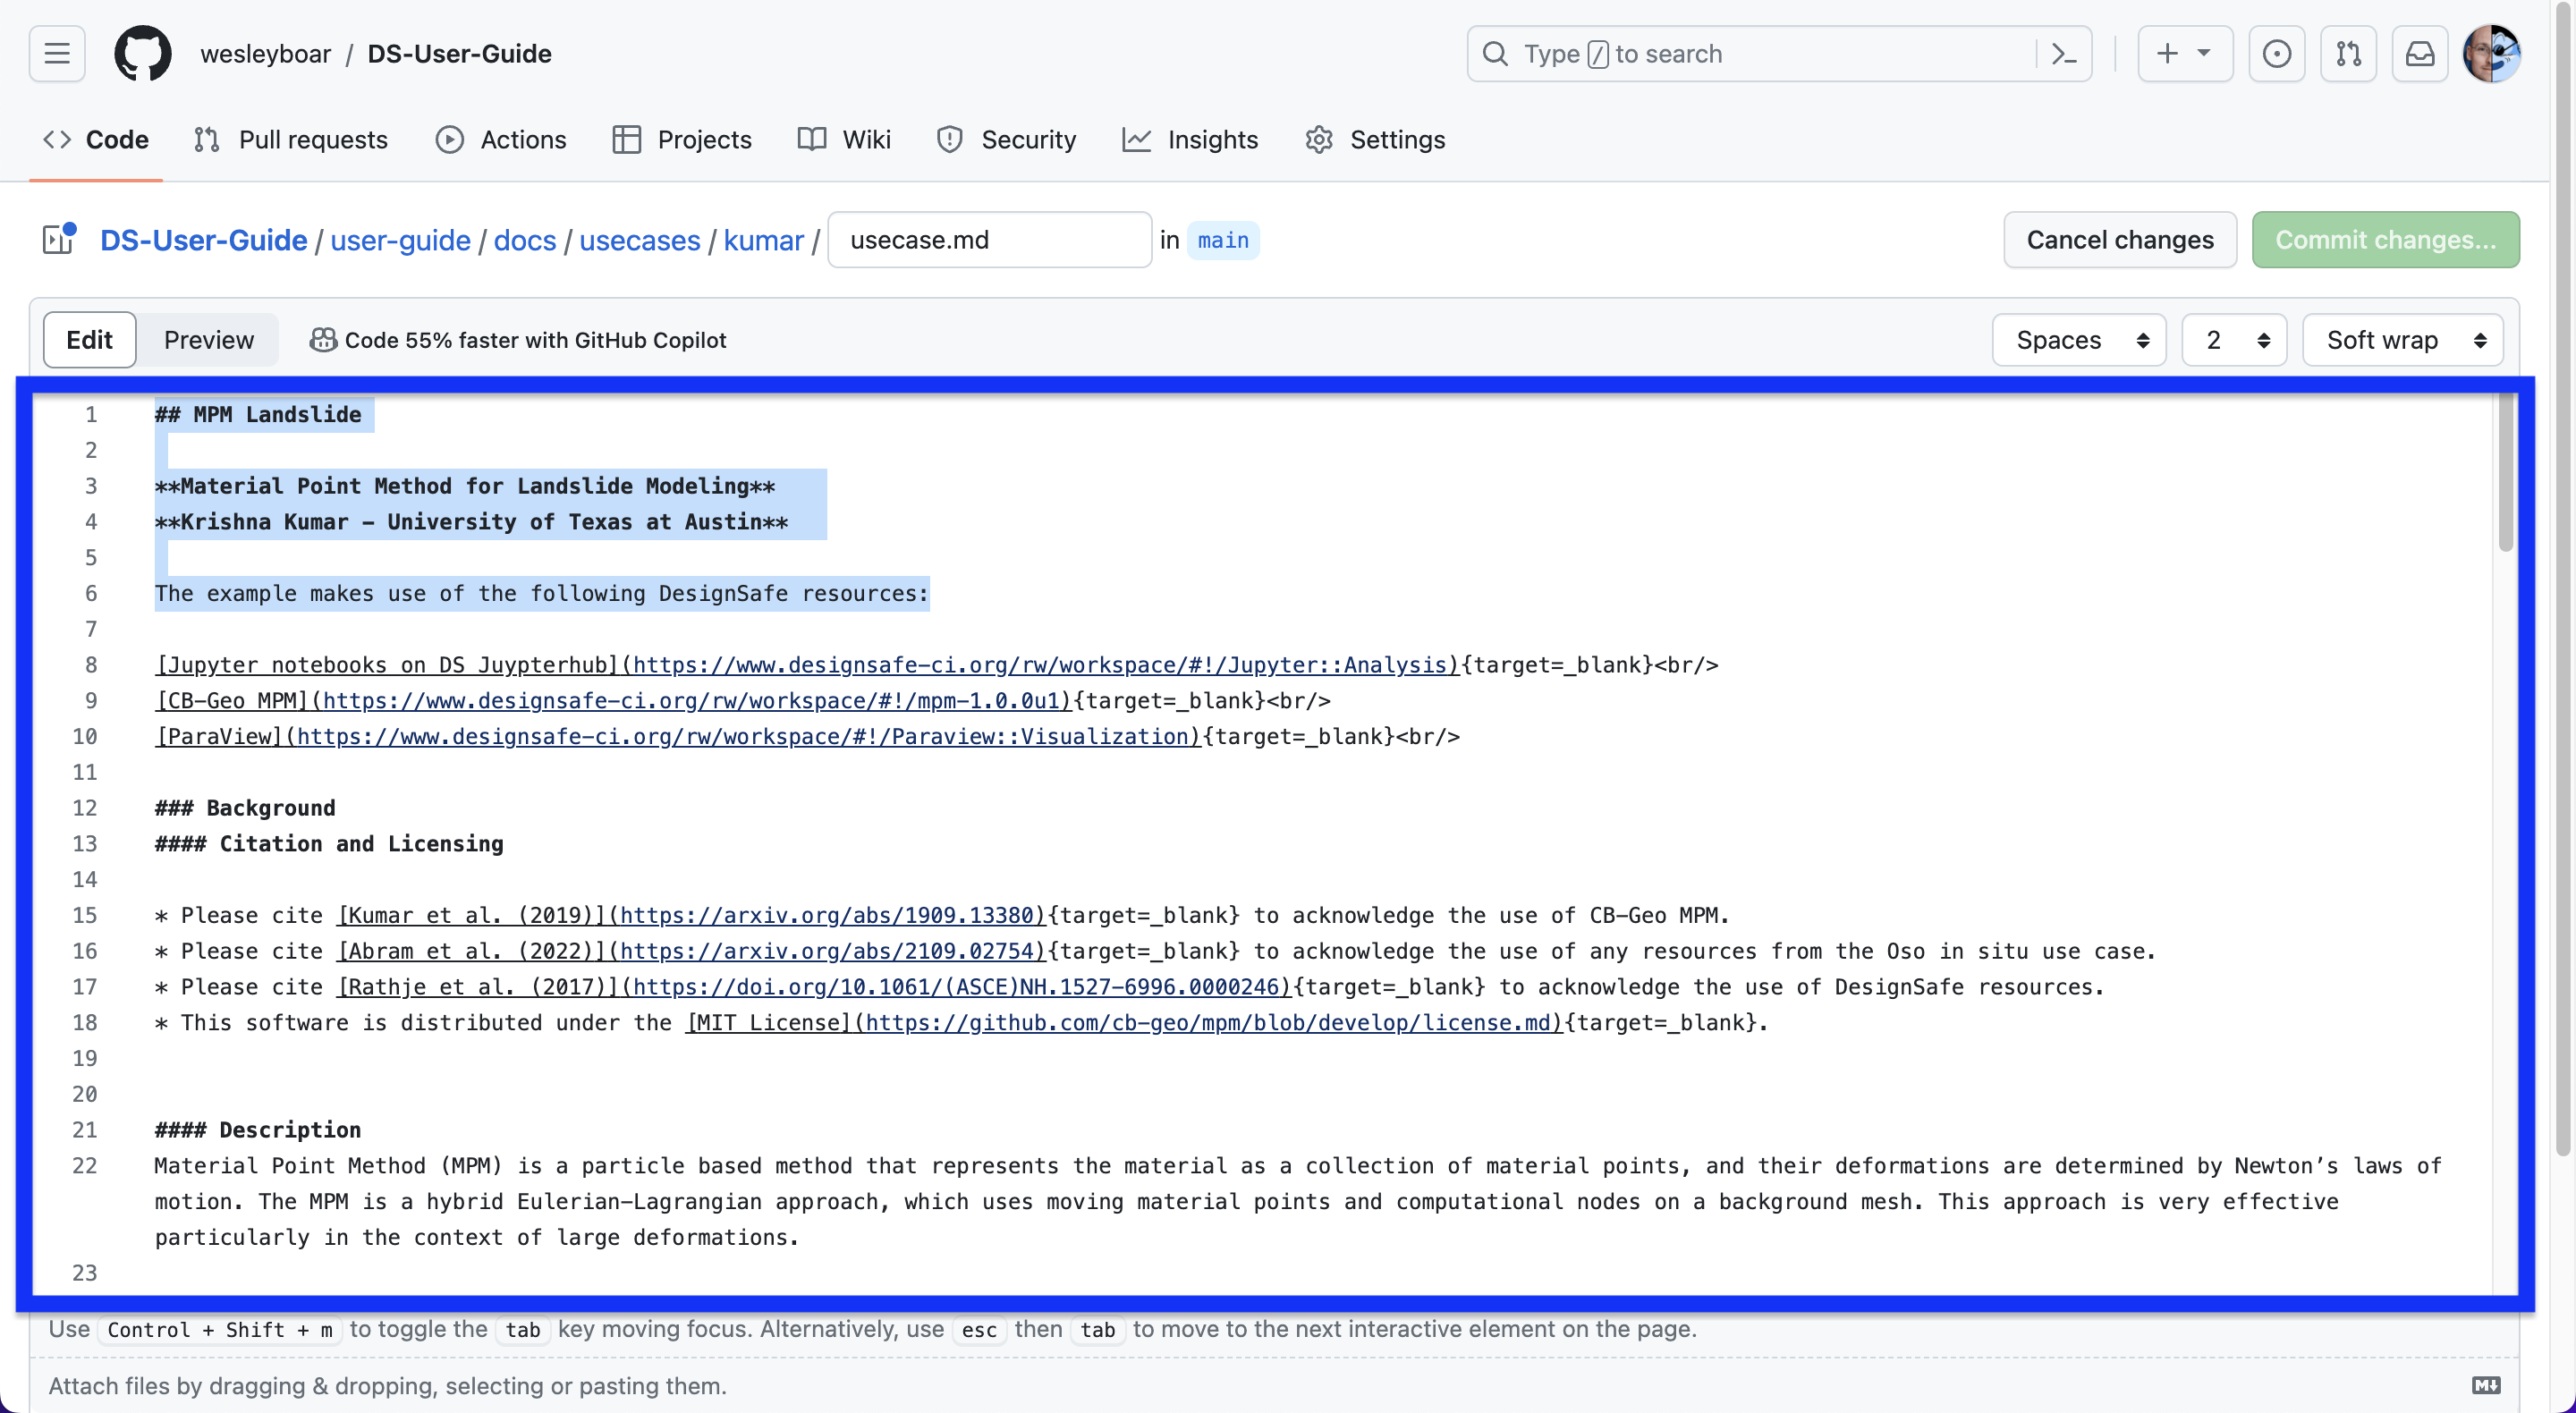 wesleyboar / DS-User-Guide
Type / to search
Code Pull requests Actions Projects Wiki Security Insights Settings
DS-User-Guide / user-guide / docs / usecases / kumar / usecase.md in main
Cancel changes Commit changes...
Edit Preview Code 55% faster with GitHub Copilot
Spaces 2 Soft wrap
1 ## MPM Landslide
2
3 **Material Point Method for Landslide Modeling**
4 **Krishna Kumar - University of Texas at Austin**
5
6 The example makes use of the following DesignSafe resources:
7
8 [Jupyter notebooks on DS Juypterhub](https://www.designsafe-ci.org/rw/workspace/#!/Jupyter::Analysis){target=_blank}<br/>
9 [CB-Geo MPM](https://www.designsafe-ci.org/rw/workspace/#!/mpm-1.0.0u1){target=_blank}<br/>
10 [ParaView](https://www.designsafe-ci.org/rw/workspace/#!/Paraview::Visualization){target=_blank}<br/>
11
12 ### Background
13 #### Citation and Licensing
14
15 * Please cite [Kumar et al. (2019)](https://arxiv.org/abs/1909.13380){target=_blank} to acknowledge the use of CB-Geo MPM.
16 * Please cite [Abram et al. (2022)](https://arxiv.org/abs/2109.02754){target=_blank} to acknowledge the use of any resources from the Oso in situ use case.
17 * Please cite [Rathje et al. (2017)](https://doi.org/10.1061/(ASCE)NH.1527-6996.0000246){target=_blank} to acknowledge the use of DesignSafe resources.
18 * This software is distributed under the [MIT License](https://github.com/cb-geo/mpm/blob/develop/license.md){target=_blank}.
19
20
21 #### Description
22 Material Point Method (MPM) is a particle based method that represents the material as a collection of material points, and their deformations are determined by Newton’s laws of
motion. The MPM is a hybrid Eulerian-Lagrangian approach, which uses moving material points and computational nodes on a background mesh. This approach is very effective
particularly in the context of large deformations.
23
Use Control + Shift + m to toggle the tab key moving focus. Alternatively, use esc then tab to move to the next interactive element on the page.
Attach files by dragging & dropping, selecting or pasting them.